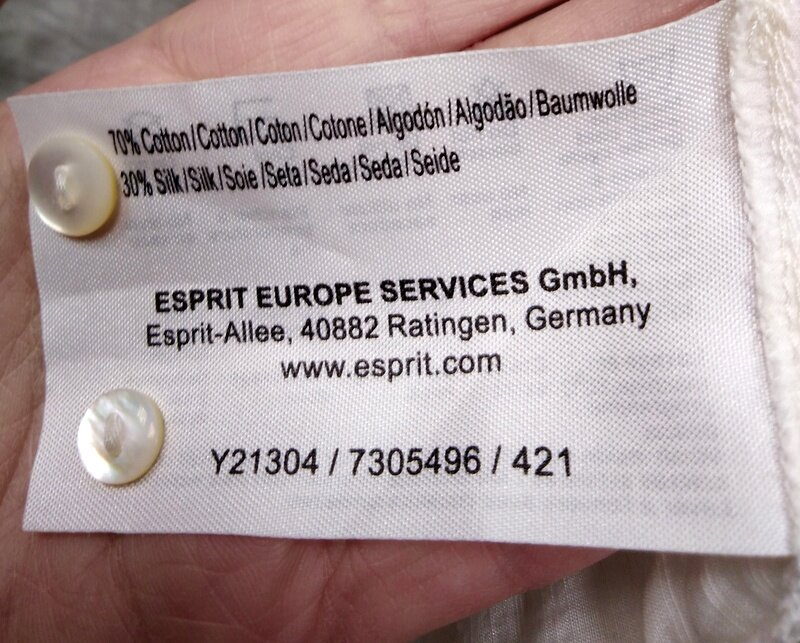 70% Cotton/Cotton/Coton/Cotone/Algodón/Algodão/Baumwolle
30% Silk/Silk/Soie/Seta/Seda/Seda/Seide
ESPRIT EUROPE SERVICES GmbH,
Esprit-Allee, 40882 Ratingen, Germany
www.esprit.com
Y21304 / 7305496 / 421